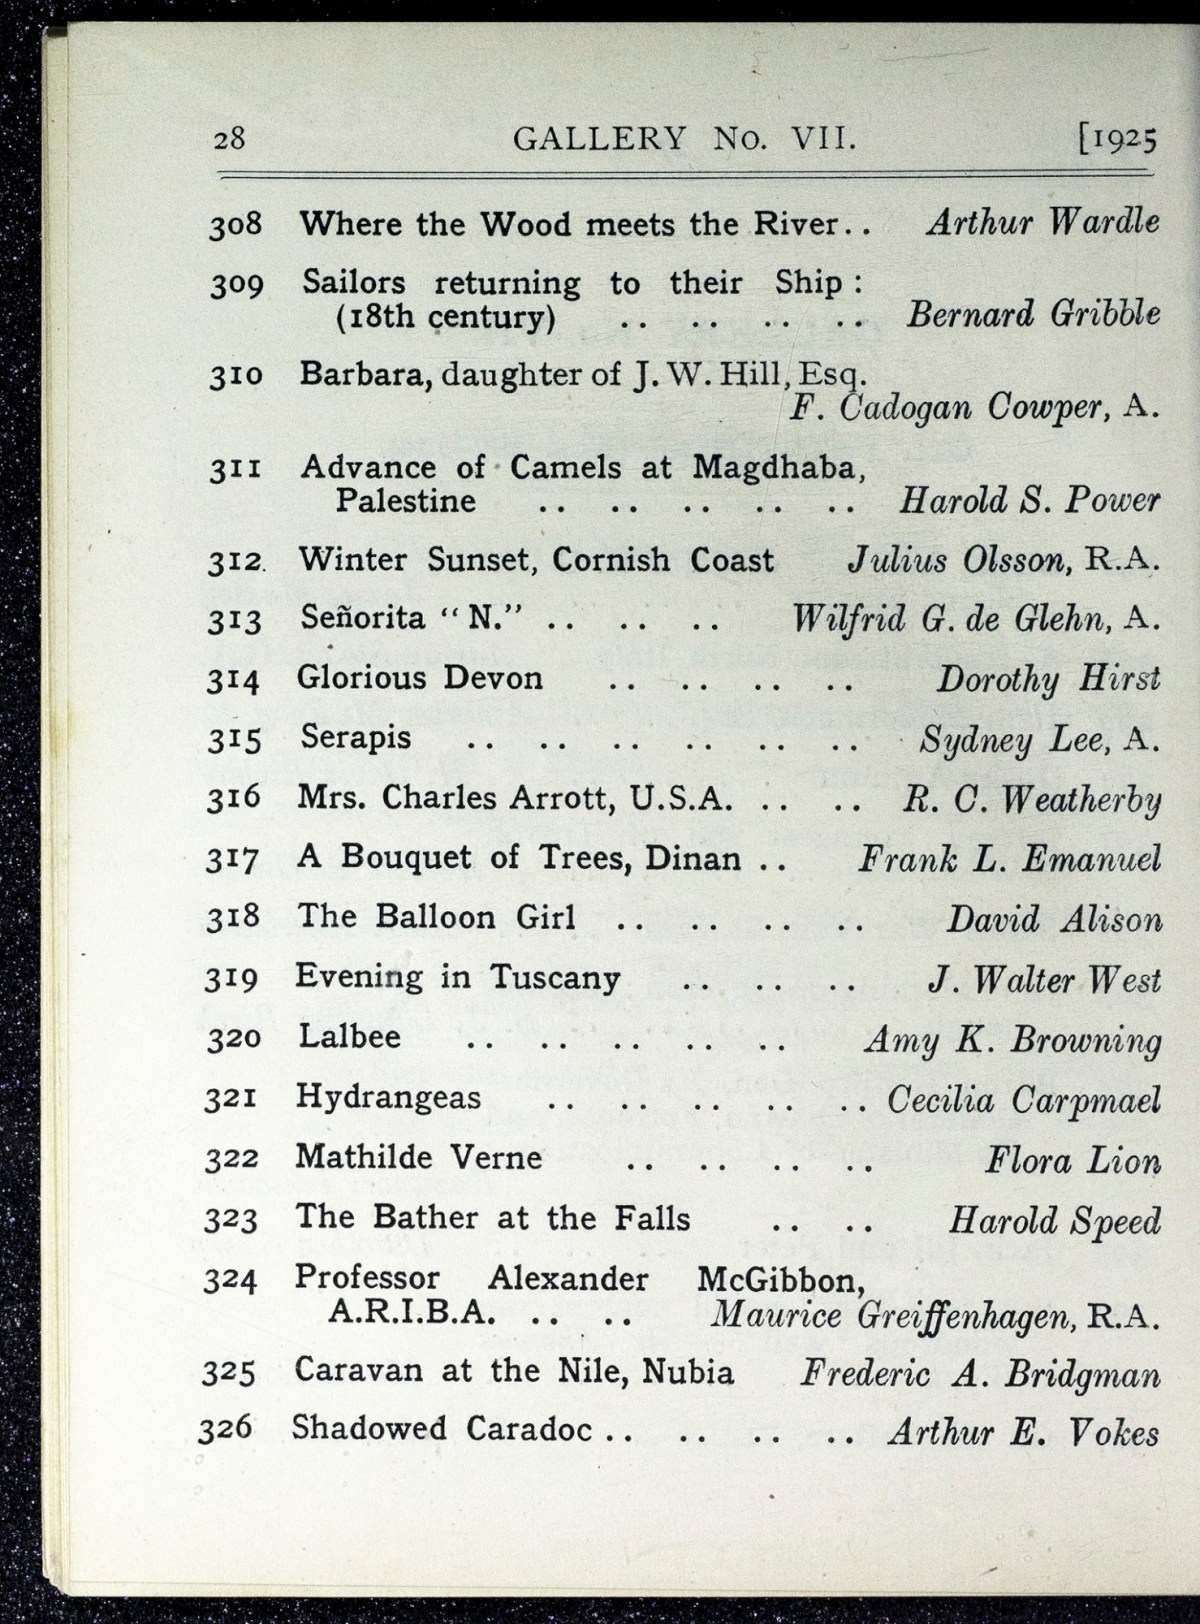 28 GALLERY No. VII. [1925
308 Where the Wood meets the River.. Arthur Wardle
309 Sailors returning to their Ship :
(18th century) .. .. .. .. Bernard Gribble
310 Barbara, daughter of J. W. Hill, Esq.
F. Cadogan Cowper, A.
311 Advance of Camels at Magdhaba,
Palestine .. .. .. .. .. Harold S. Power
312 Winter Sunset, Cornish Coast Julius Olsson, R.A.
313 Señorita “ N.” .. .. .. Wilfrid G. de Glehn, A.
314 Glorious Devon .. .. .. .. Dorothy Hirst
315 Serapis .. .. .. .. .. .. Sydney Lee, A.
316 Mrs. Charles Arrott, U.S.A. .. .. R. C. Weatherby
317 A Bouquet of Trees, Dinan .. Frank L. Emanuel
318 The Balloon Girl .. .. .. .. David Alison
319 Evening in Tuscany .. .. .. J. Walter West
320 Lalbee .. .. .. .. .. Amy K. Browning
321 Hydrangeas .. .. .. .. .. Cecilia Carpmael
322 Mathilde Verne .. .. .. .. Flora Lion
323 The Bather at the Falls .. .. Harold Speed
324 Professor Alexander McGibbon,
A.R.I.B.A. .. .. Maurice Greiffenhagen, R.A.
325 Caravan at the Nile, Nubia Frederic A. Bridgman
326 Shadowed Caradoc .. .. .. .. Arthur E. Vokes